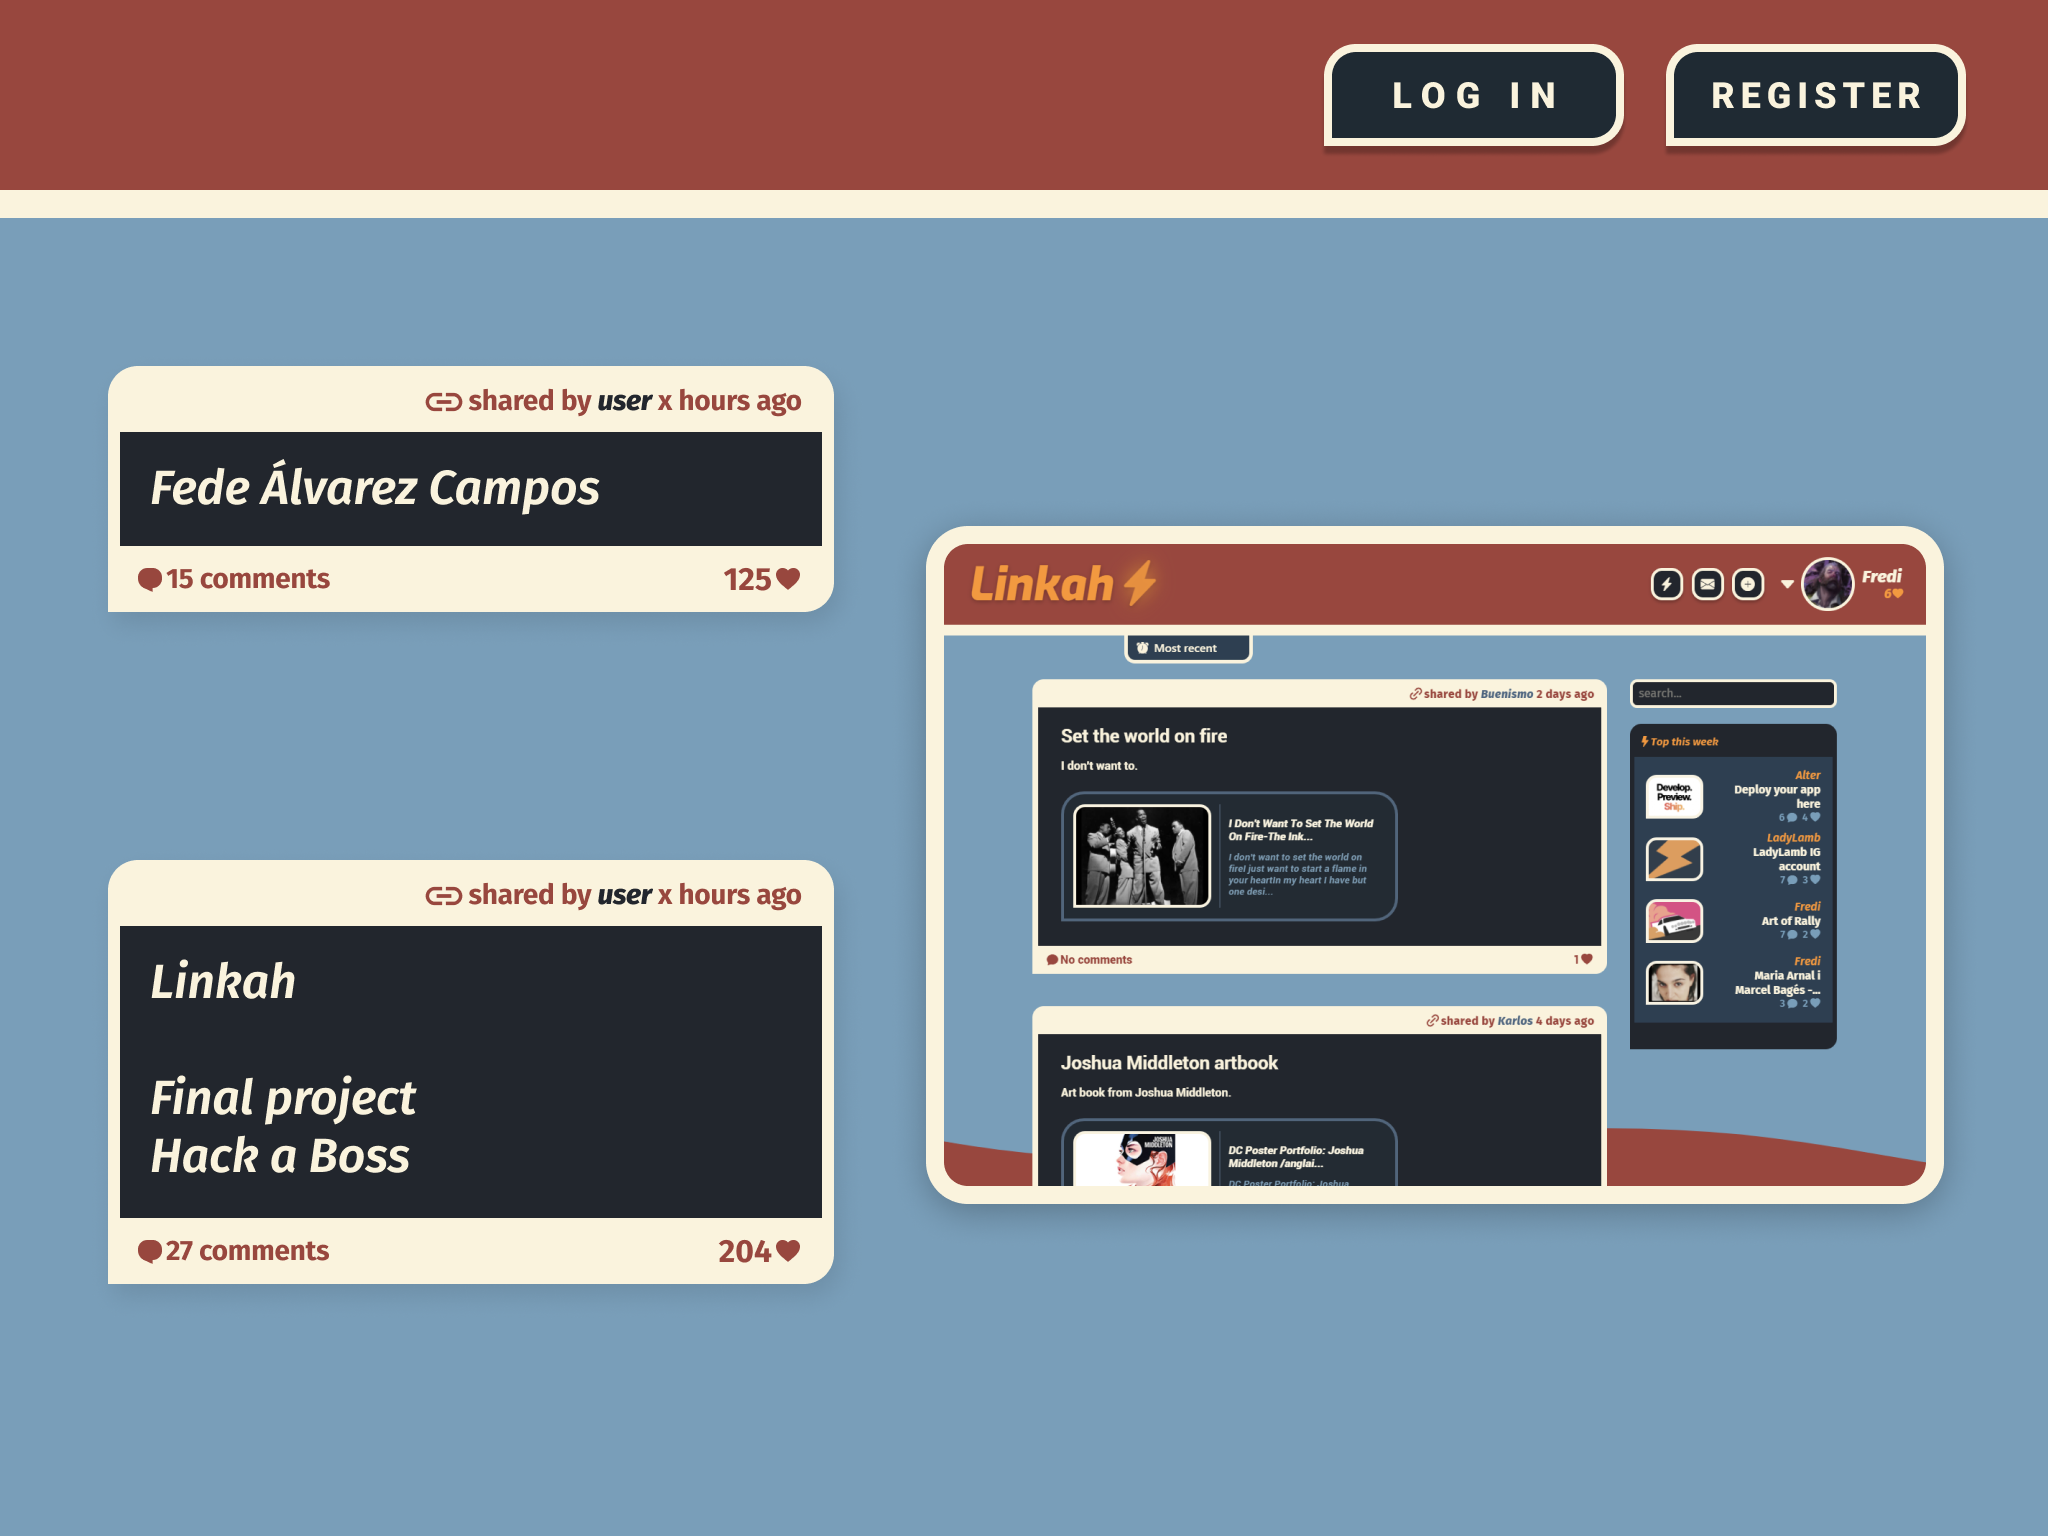 LOG IN
REGISTER
shared by user x hours ago
Fede Álvarez Campos
15 comments
125
shared by user x hours ago
Linkah
Final project
Hack a Boss
27 comments
204
Linkah
Fredi
6
Most recent
shared by Buenismo 2 days ago
Set the world on fire
I don't want to.
I Don't Want To Set The World
On Fire-The Ink...
I don't want to set the world on
fireI just want to start a flame in
your heartIn my heart I have but
one desi...
No comments
1
shared by Karlos 4 days ago
Joshua Middleton artbook
Art book from Joshua Middleton.
JOSHUA
MIDDLETON
DC Poster Portfolio: Joshua
Middleton /anglai...
DC Poster Portfolio: Joshua
search...
Top this week
Develop.
Preview.
Ship.
Alter
Deploy your app
here
6 4
LadyLamb
LadyLamb IG
account
7 3
Fredi
Art of Rally
7 2
Fredi
Maria Arnal i
Marcel Bagés -...
3 2